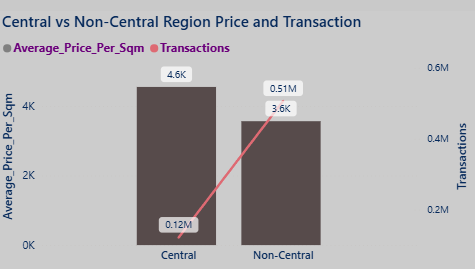 Central vs Non-Central Region Price and Transaction
Average_Price_Per_Sqm Transactions
Average_Price_Per_Sqm
4K
2K
0K
4.6K
0.51M
3.6K
0.12M
0.6M
0.4M
0.2M
Transactions
Central Non-Central